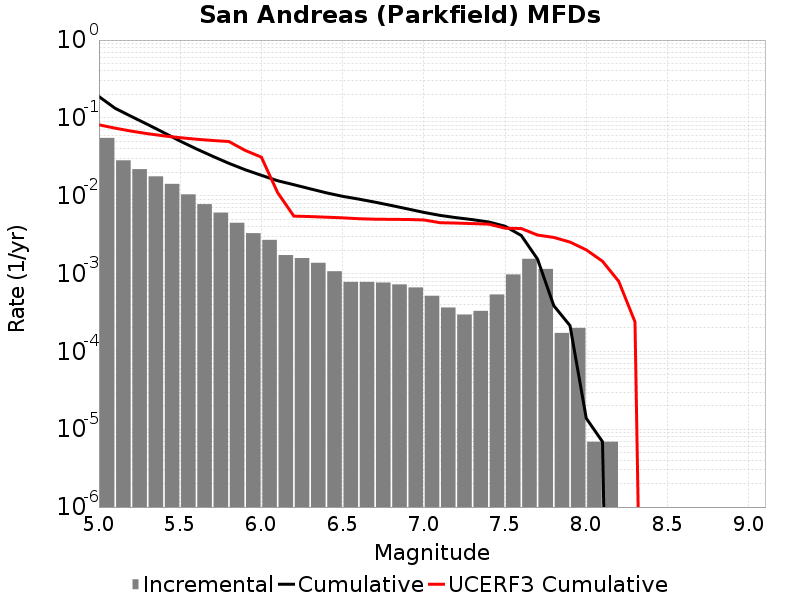 San Andreas (Parkfield) MFDs
10^0
10^-1
10^-2
10^-3
10^-4
10^-5
10^-6
Rate (1/yr)
5.0 5.5 6.0 6.5 7.0 7.5 8.0 8.5 9.0
Magnitude
Incremental Cumulative UCERF3 Cumulative